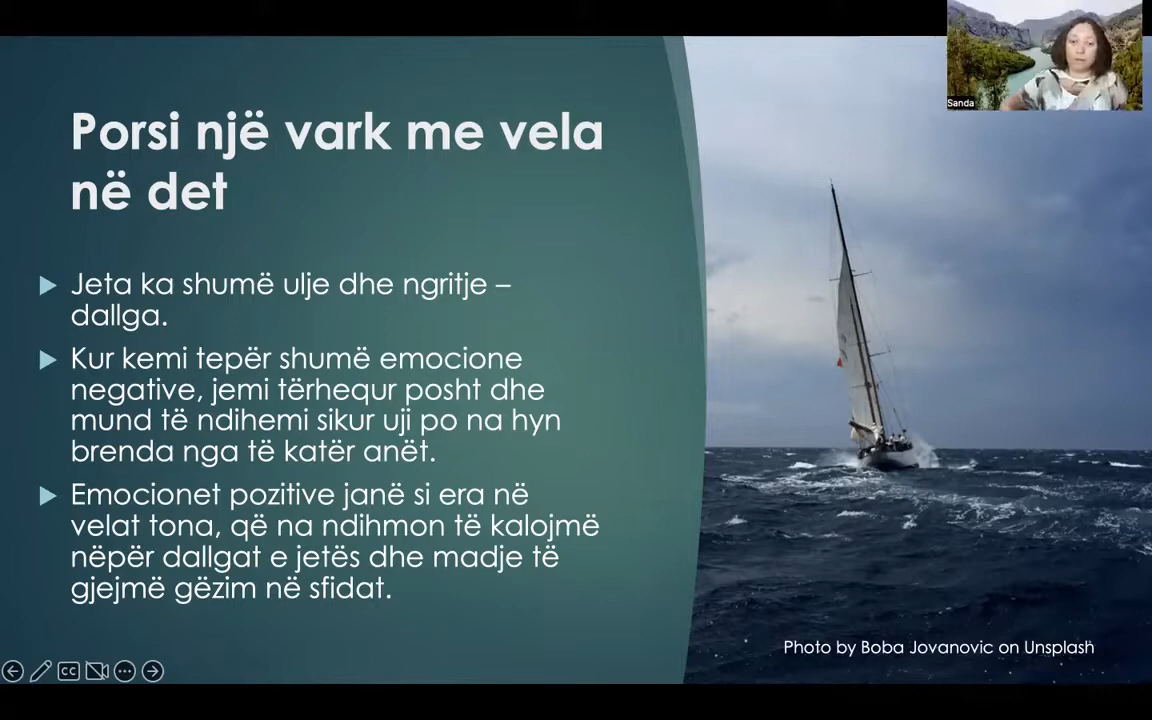 Sanda
Porsi një vark me vela
në det
Jeta ka shumë ulje dhe ngritje –
dallga.
Kur kemi tepër shumë emocione
negative, jemi tërhequr posht dhe
mund të ndihemi sikur uji po na hyn
brenda nga të katër anët.
Emocionet pozitive janë si era në
velat tona, që na ndihmon të kalojmë
nëpër dallgat e jetës dhe madje të
gjejmë gëzim në sfidat.
Photo by Boba Jovanovic on Unsplash
CC